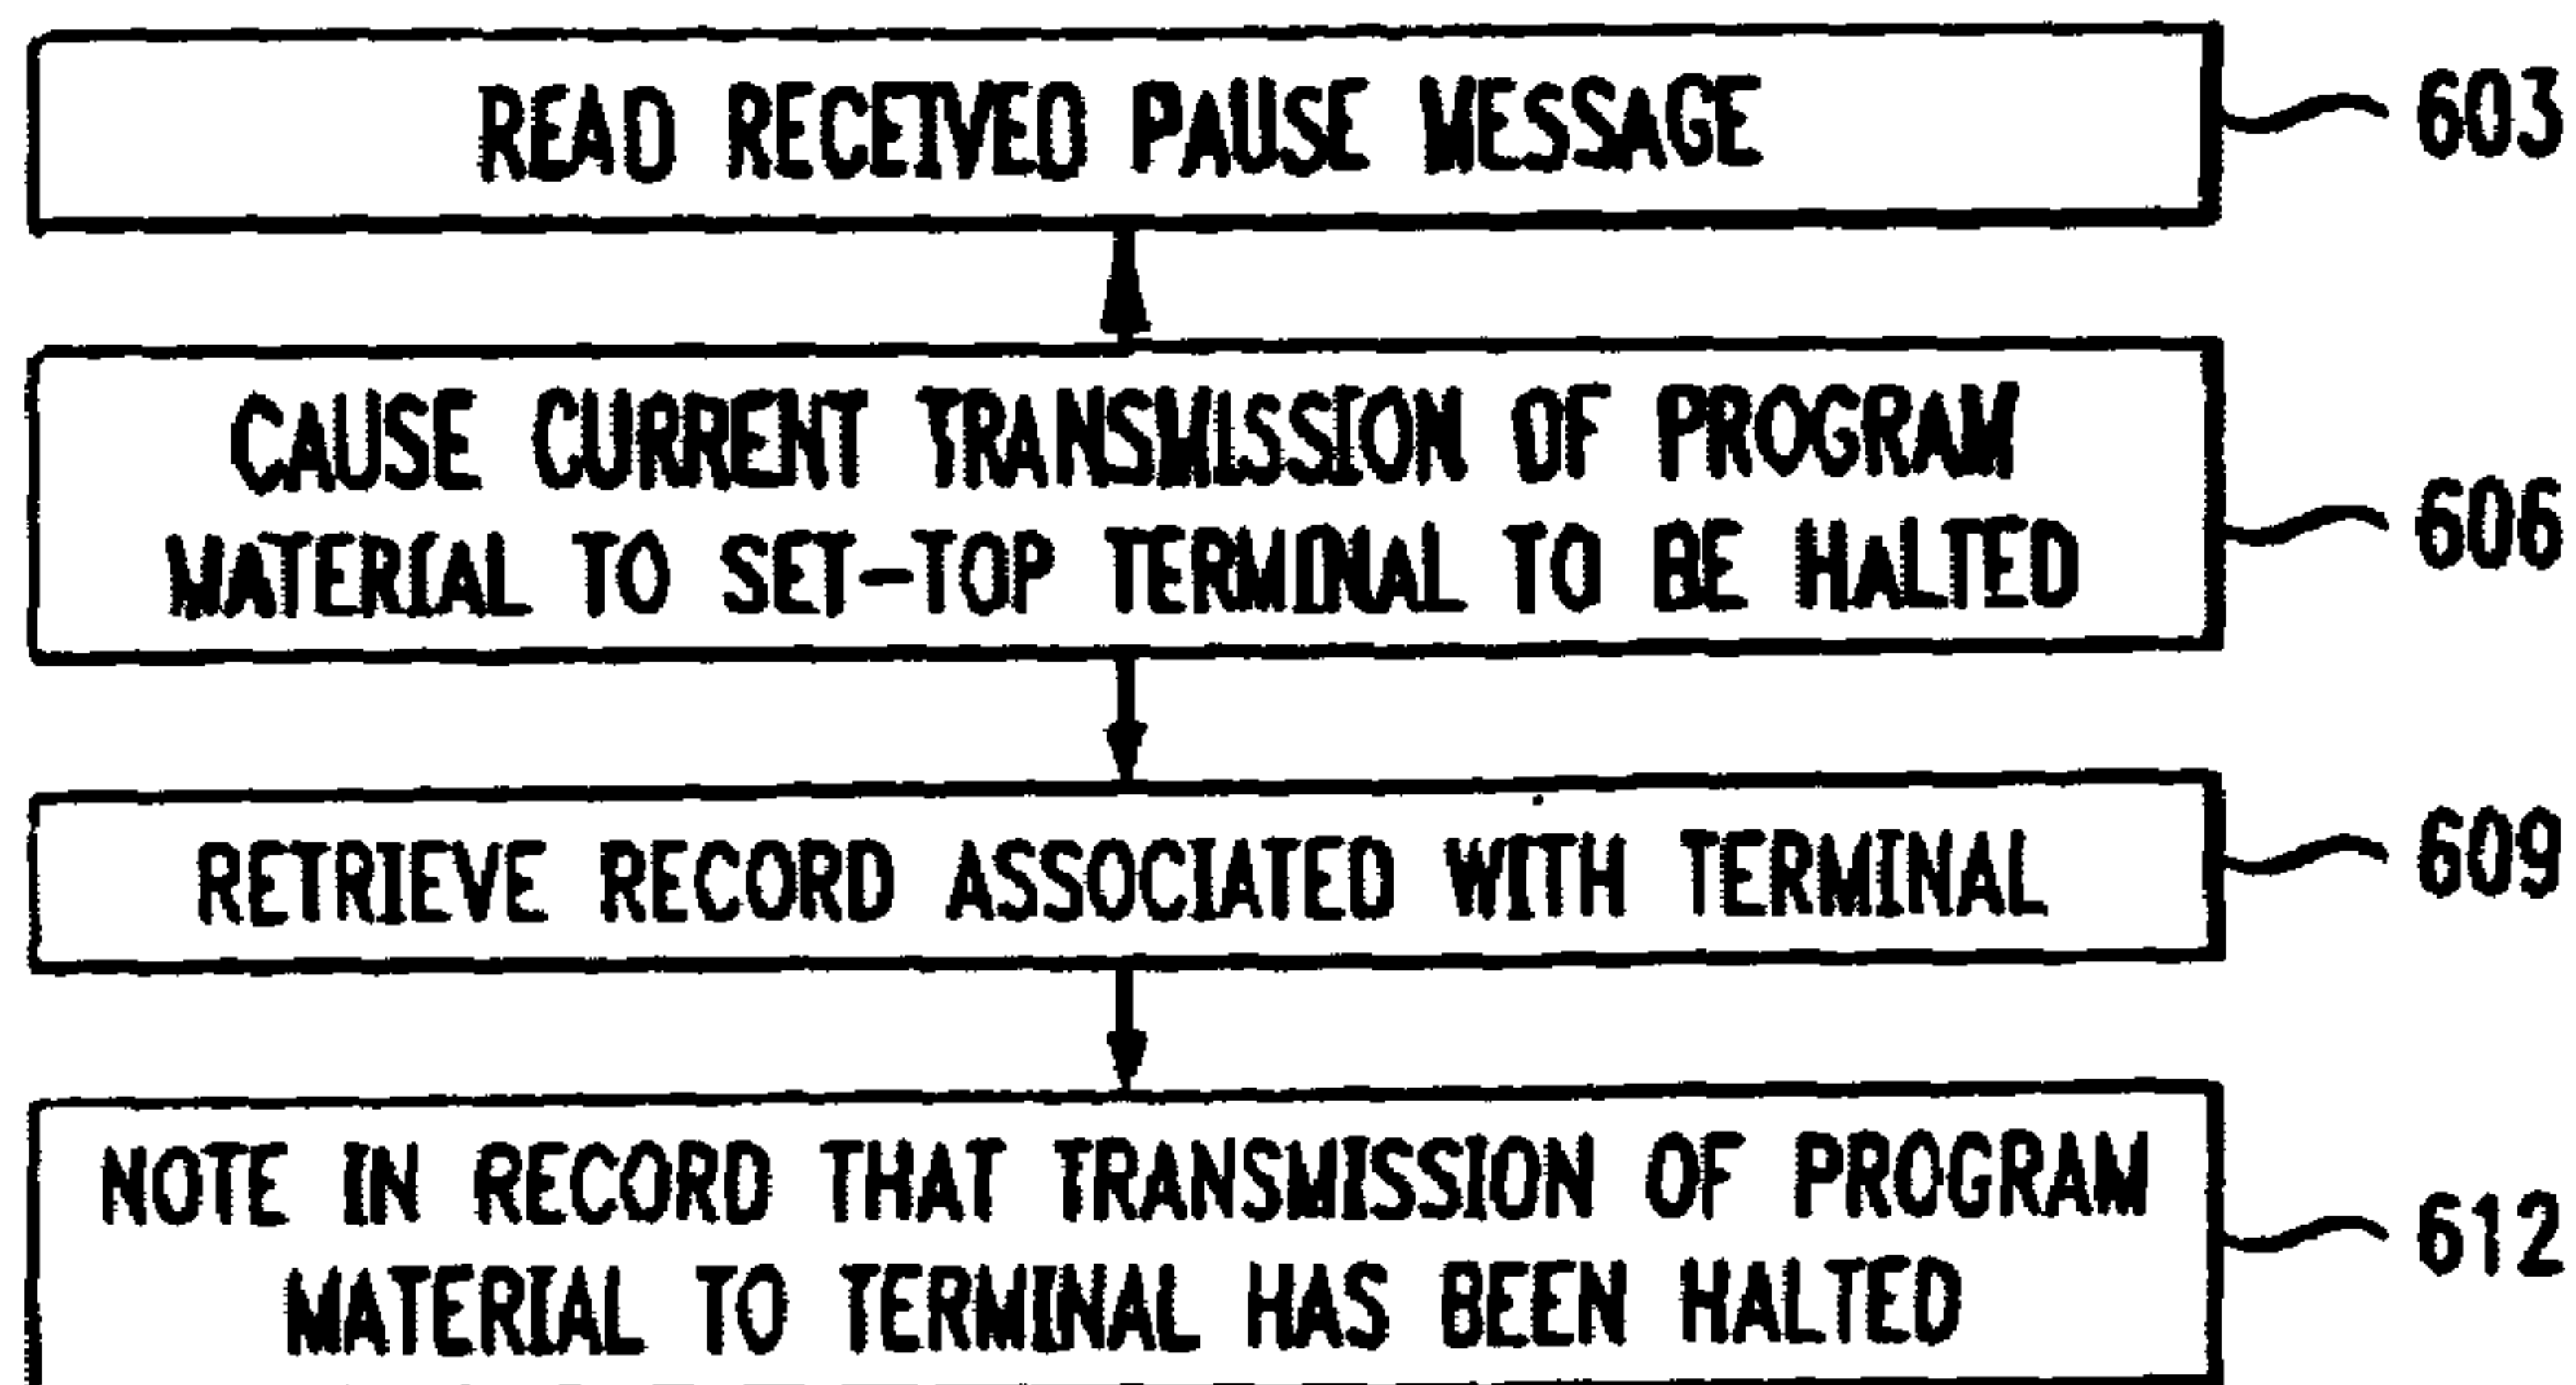 READ RECEIVED PAUSE MESSAGE
603
CAUSE CURRENT TRANSMISSION OF PROGRAM
MATERIAL TO SET-TOP TERMINAL TO BE HALTED
606
RETRIEVE RECORD ASSOCIATED WITH TERMINAL
609
NOTE IN RECORD THAT TRANSMISSION OF PROGRAM
MATERIAL TO TERMINAL HAS BEEN HALTED
612